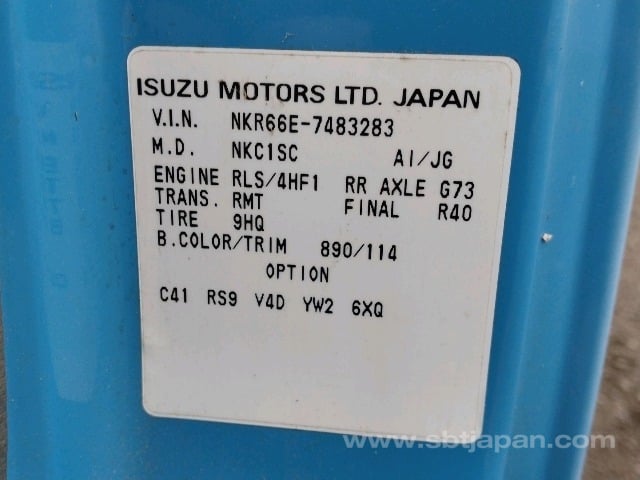 ISUZU MOTORS LTD. JAPAN
V.I.N. NKR66E-7483283
M.D. NKC1SC AI/JG
ENGINE RLS/4HF1 RR AXLE G73
TRANS. RMT FINAL R40
TIRE 9HQ
B.COLOR/TRIM 890/114
OPTION
C41 RS9 V4D YW2 6XQ
www.sbtjapan.com